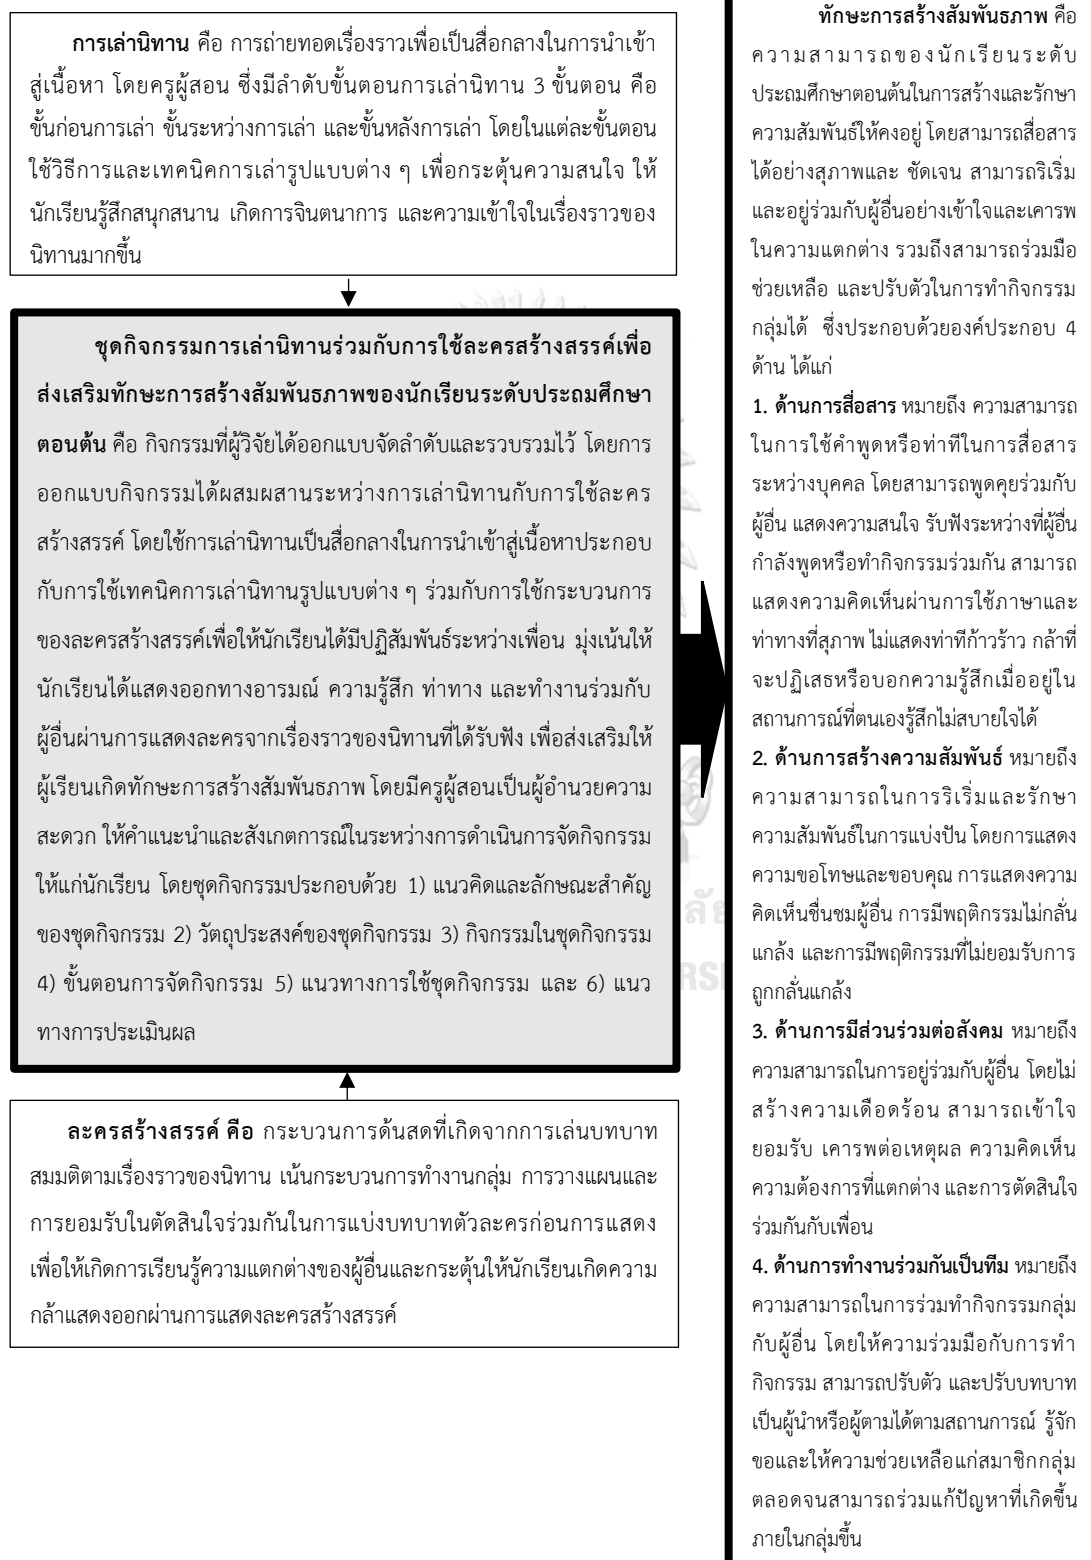 การเล่านิทาน คือ การถ่ายทอดเรื่องราวเพื่อเป็นสื่อกลางในการนำเข้า
สู่เนื้อหา โดยครูผู้สอน ซึ่งมีลำดับขั้นตอนการเล่านิทาน 3 ขั้นตอน คือ
ขั้นก่อนการเล่า ขั้นระหว่างการเล่า และขั้นหลังการเล่า โดยในแต่ละขั้นตอน
ใช้วิธีการและเทคนิคการเล่ารูปแบบต่าง ๆ เพื่อกระตุ้นความสนใจ ให้
นักเรียนรู้สึกสนุกสนาน เกิดการจินตนาการ และความเข้าใจในเรื่องราวของ
นิทานมากขึ้น
ชุดกิจกรรมการเล่านิทานร่วมกับการใช้ละครสร้างสรรค์เพื่อ
ส่งเสริมทักษะการสร้างสัมพันธภาพของนักเรียนระดับประถมศึกษา
ตอนต้น คือ กิจกรรมที่ผู้วิจัยได้ออกแบบจัดลำดับและรวบรวมไว้ โดยการ
ออกแบบกิจกรรมได้ผสมผสานระหว่างการเล่านิทานกับการใช้ละคร
สร้างสรรค์ โดยใช้การเล่านิทานเป็นสื่อกลางในการนำเข้าสู่เนื้อหาประกอบ
กับการใช้เทคนิคการเล่านิทานรูปแบบต่าง ๆ ร่วมกับการใช้กระบวนการ
ของละครสร้างสรรค์เพื่อให้นักเรียนได้มีปฏิสัมพันธ์ระหว่างเพื่อน มุ่งเน้นให้
นักเรียนได้แสดงออกทางอารมณ์ ความรู้สึก ท่าทาง และทำงานร่วมกับ
ผู้อื่นผ่านการแสดงละครจากเรื่องราวของนิทานที่ได้รับฟัง เพื่อส่งเสริมให้
ผู้เรียนเกิดทักษะการสร้างสัมพันธภาพ โดยมีครูผู้สอนเป็นผู้อำนวยความ
สะดวก ให้คำแนะนำและสังเกตการณ์ในระหว่างการดำเนินการจัดกิจกรรม
ให้แก่นักเรียน โดยชุดกิจกรรมประกอบด้วย 1) แนวคิดและลักษณะสำคัญ
ของชุดกิจกรรม 2) วัตถุประสงค์ของชุดกิจกรรม 3) กิจกรรมในชุดกิจกรรม
4) ขั้นตอนการจัดกิจกรรม 5) แนวทางการใช้ชุดกิจกรรม และ 6) แนว
ทางการประเมินผล
ละครสร้างสรรค์ คือ กระบวนการด้นสดที่เกิดจากการเล่นบทบาท
สมมติตามเรื่องราวของนิทาน เน้นกระบวนการทำงานกลุ่ม การวางแผนและ
การยอมรับในตัดสินใจร่วมกันในการแบ่งบทบาทตัวละครก่อนการแสดง
เพื่อให้เกิดการเรียนรู้ความแตกต่างของผู้อื่นและกระตุ้นให้นักเรียนเกิดความ
กล้าแสดงออกผ่านการแสดงละครสร้างสรรค์
ทักษะการสร้างสัมพันธภาพ คือ
ความสามารถของนักเรียนระดับ
ประถมศึกษาตอนต้นในการสร้างและรักษา
ความสัมพันธ์ให้คงอยู่ โดยสามารถสื่อสาร
ได้อย่างสุภาพและ ชัดเจน สามารถริเริ่ม
และอยู่ร่วมกับผู้อื่นอย่างเข้าใจและเคารพ
ในความแตกต่าง รวมถึงสามารถร่วมมือ
ช่วยเหลือ และปรับตัวในการทำกิจกรรม
กลุ่มได้ ซึ่งประกอบด้วยองค์ประกอบ 4
ด้าน ได้แก่
1. ด้านการสื่อสาร หมายถึง ความสามารถ
ในการใช้คำพูดหรือท่าทีในการสื่อสาร
ระหว่างบุคคล โดยสามารถพูดคุยร่วมกับ
ผู้อื่น แสดงความสนใจ รับฟังระหว่างที่ผู้อื่น
กำลังพูดหรือทำกิจกรรมร่วมกัน สามารถ
แสดงความคิดเห็นผ่านการใช้ภาษาและ
ท่าทางที่สุภาพ ไม่แสดงท่าทีก้าวร้าว กล้าที่
จะปฏิเสธหรือบอกความรู้สึกเมื่ออยู่ใน
สถานการณ์ที่ตนเองรู้สึกไม่สบายใจได้
2. ด้านการสร้างความสัมพันธ์ หมายถึง
ความสามารถในการริเริ่มและรักษา
ความสัมพันธ์ในการแบ่งปัน โดยการแสดง
ความขอโทษและขอบคุณ การแสดงความ
คิดเห็นชื่นชมผู้อื่น การมีพฤติกรรมไม่กลั่น
แกล้ง และการมีพฤติกรรมที่ไม่ยอมรับการ
ถูกกลั่นแกล้ง
3. ด้านการมีส่วนร่วมต่อสังคม หมายถึง
ความสามารถในการอยู่ร่วมกับผู้อื่น โดยไม่
สร้างความเดือดร้อน สามารถเข้าใจ
ยอมรับ เคารพต่อเหตุผล ความคิดเห็น
ความต้องการที่แตกต่าง และการตัดสินใจ
ร่วมกันกับเพื่อน
4. ด้านการทำงานร่วมกันเป็นทีม หมายถึง
ความสามารถในการร่วมทำกิจกรรมกลุ่ม
กับผู้อื่น โดยให้ความร่วมมือกับการทำ
กิจกรรม สามารถปรับตัว และปรับบทบาท
เป็นผู้นำหรือผู้ตามได้ตามสถานการณ์ รู้จัก
ขอและให้ความช่วยเหลือแก่สมาชิกกลุ่ม
ตลอดจนสามารถร่วมแก้ปัญหาที่เกิดขึ้น
ภายในกลุ่มขึ้น